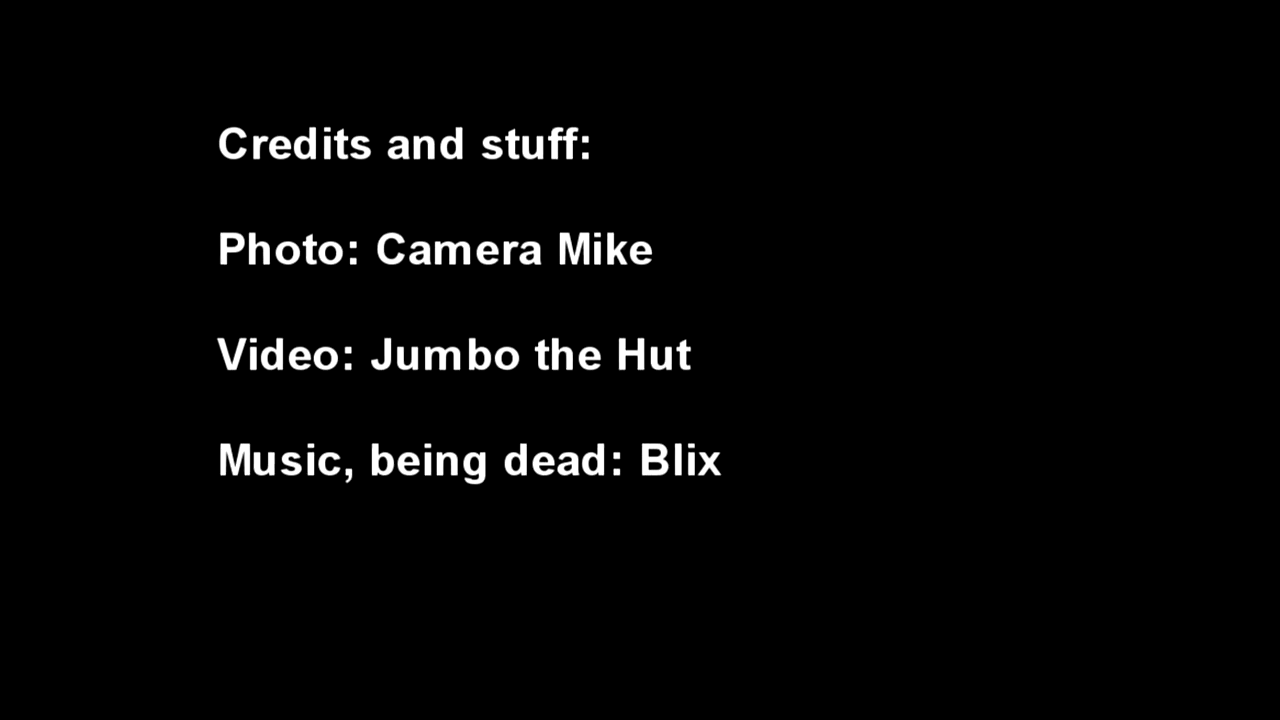 Credits and stuff:
Photo: Camera Mike
Video: Jumbo the Hut
Music, being dead: Blix